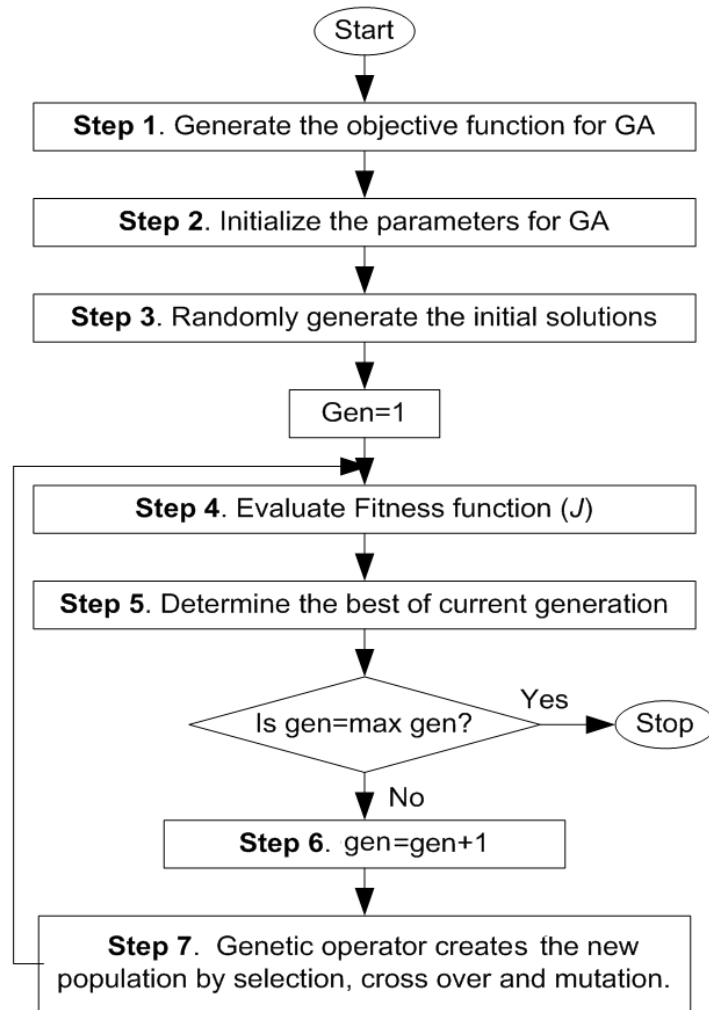 Start
Step 1. Generate the objective function for GA
Step 2. Initialize the parameters for GA
Step 3. Randomly generate the initial solutions
Gen=1
Step 4. Evaluate Fitness function (J)
Step 5. Determine the best of current generation
Is gen=max gen?
Yes
Stop
No
Step 6. gen=gen+1
Step 7. Genetic operator creates the new
population by selection, cross over and mutation.